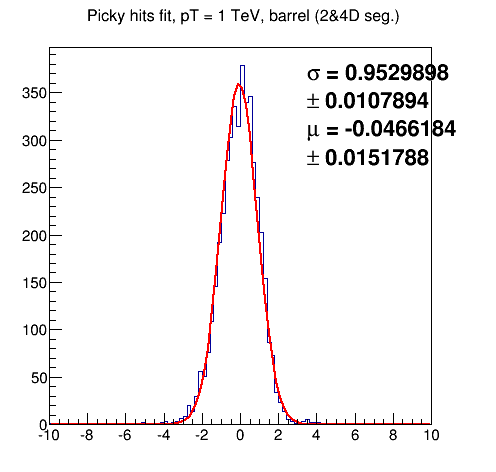 Picky hits fit, pT = 1 TeV, barrel (2&4D seg.)
σ = 0.9529898
± 0.0107894
μ = -0.0466184
± 0.0151788
350
300
250
200
150
100
50
0
-10 -8 -6 -4 -2 0 2 4 6 8 10